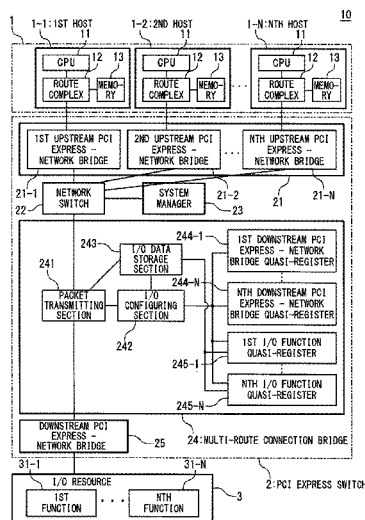 10
1
1-1:1ST HOST
1-2:2ND HOST
1-N:NTH HOST
11
11
11
CPU
CPU
CPU
12
13
12
13
12
13
ROUTE COMPLEX
MEMO-RY
ROUTE COMPLEX
MEMO-RY
...
ROUTE COMPLEX
MEMO-RY
1ST UPSTREAM PCI EXPRESS - NETWORK BRIDGE
2ND UPSTREAM PCI EXPRESS - NETWORK BRIDGE
...
NTH UPSTREAM PCI EXPRESS - NETWORK BRIDGE
21-1
21-2
21-N
NETWORK SWITCH
SYSTEM MANAGER
21
22
23
244-1
243
I/O DATA STORAGE SECTION
1ST DOWNSTREAM PCI EXPRESS - NETWORK BRIDGE QUASI-REGISTER
244-N
241
PACKET TRANSMITTING SECTION
I/O CONFIGURING SECTION
242
NTH DOWNSTREAM PCI EXPRESS - NETWORK BRIDGE QUASI-REGISTER
1ST I/O FUNCTION QUASI-REGISTER
245-1
NTH I/O FUNCTION QUASI-REGISTER
245-N
DOWNSTREAM PCI EXPRESS - NETWORK BRIDGE
25
24:MULTI-ROUTE CONNECTION BRIDGE
31-1
31-N
2:PCI EXPRESS SWITCH
I/O RESOURCE
1ST FUNCTION
...
NTH FUNCTION
3